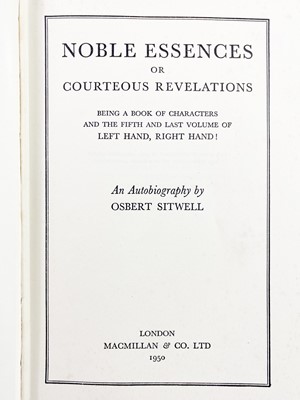 NOBLE ESSENCES
OR
COURTEOUS REVELATIONS
BEING A BOOK OF CHARACTERS
AND THE FIFTH AND LAST VOLUME OF
LEFT HAND, RIGHT HAND!
An Autobiography by
OSBERT SITWELL
LONDON
MACMILLAN & CO. LTD
1950